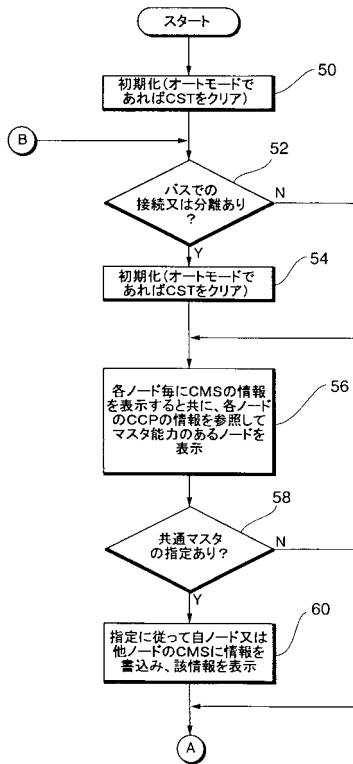 スタート
初期化(オートモードで
あればCSTをクリア)
50
B
52
バスでの
接続又は分離あり
?
N
Y
初期化(オートモードで
あればCSTをクリア)
54
各ノード毎にCMSの情報
を表示すると共に、各ノード
のCCPの情報を参照して
マスタ能力のあるノードを
表示
56
58
共通マスタ
の指定あり?
N
Y
60
指定に従って自ノード又は
他ノードのCMSに情報を
書込み、該情報を表示
A